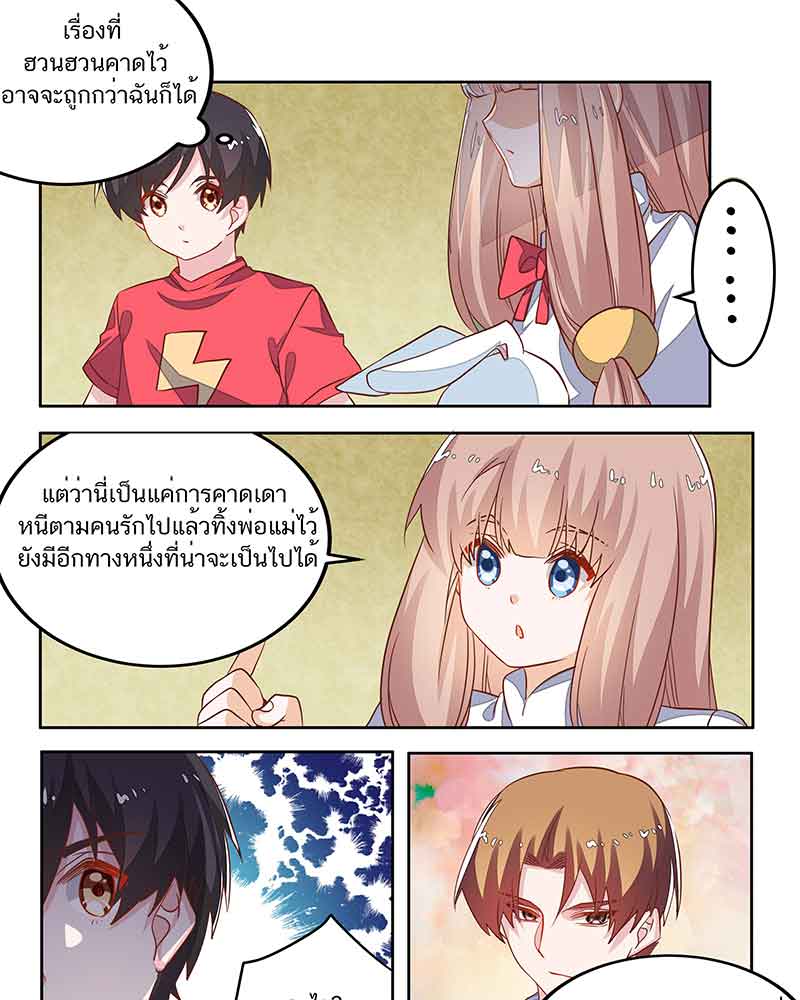 เรื่องที่
ฮวนฮวนคาดไว้
อาจจะถูกกว่าฉันก็ได้
......
แต่ว่านี่เป็นแค่การคาดเดา
หนีตามคนรักไปแล้วทิ้งพ่อแม่ไว้
ยังมีอีกทางหนึ่งที่น่าจะเป็นไปได้